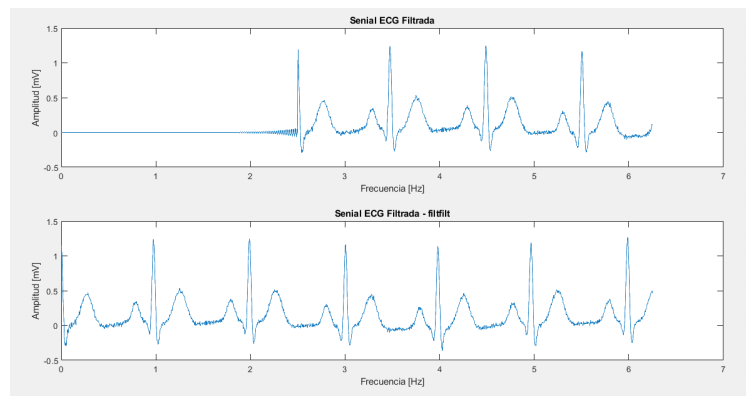 Senial ECG Filtrada
Amplitud [mV]
1.5
1
0.5
0
-0.5
0 1 2 3 4 5 6 7
Frecuencia [Hz]
Senial ECG Filtrada - filtfilt
Amplitud [mV]
1.5
1
0.5
0
-0.5
0 1 2 3 4 5 6 7
Frecuencia [Hz]